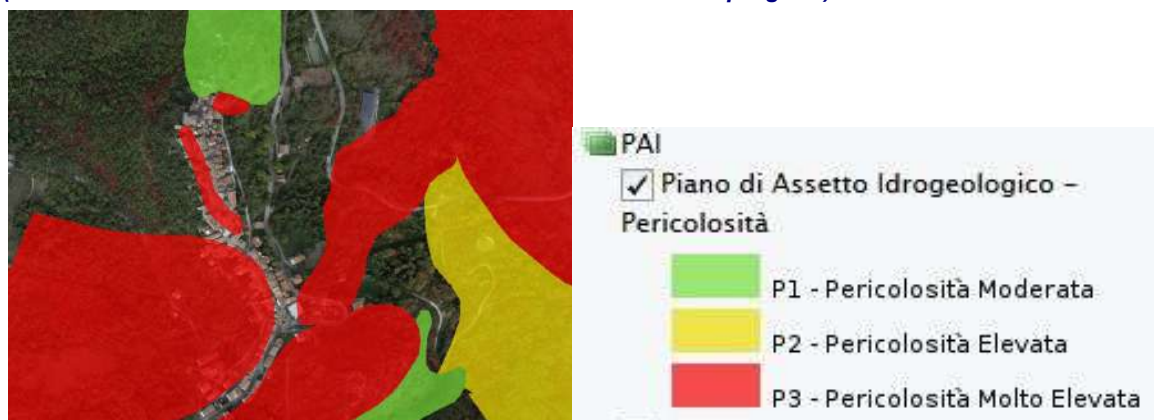 PAI
Piano di Assetto Idrogeologico –
Pericolosità
P1 - Pericolosità Moderata
P2 - Pericolosità Elevata
P3 - Pericolosità Molto Elevata